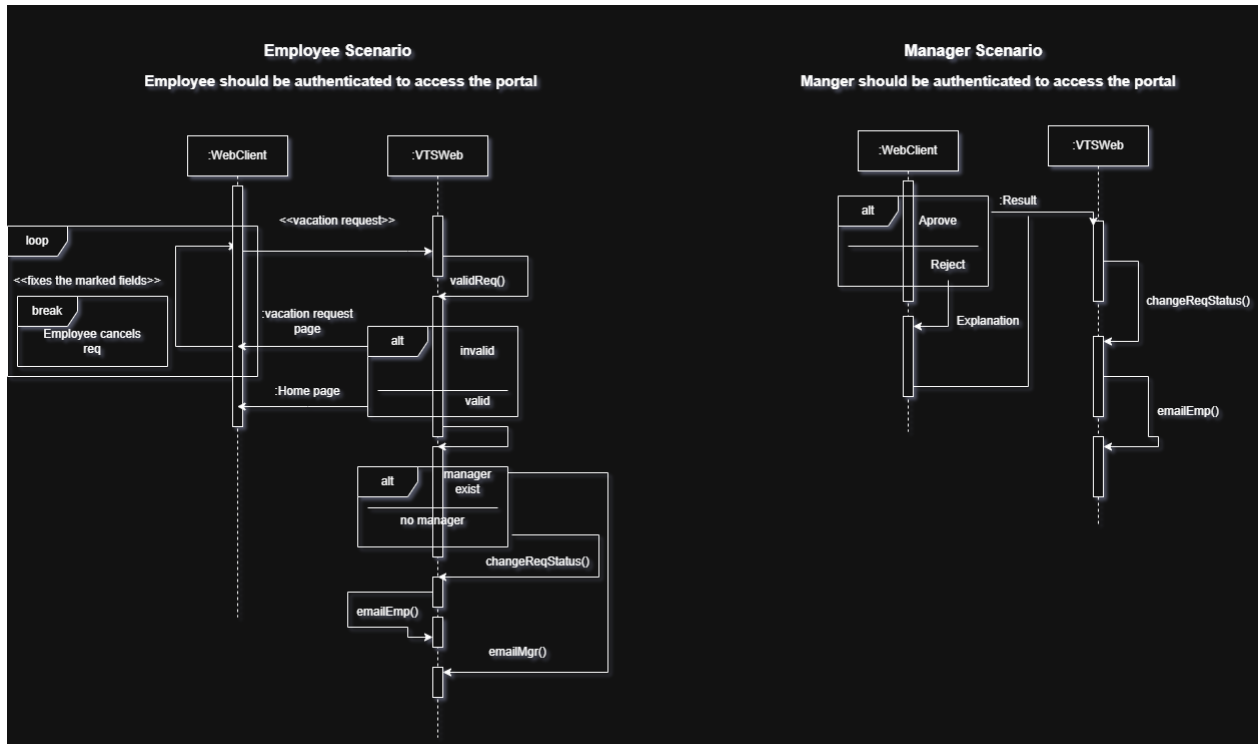 Employee Scenario
Employee should be authenticated to access the portal
:WebClient
:VTSWeb
<<vacation request>>
loop
validReq()
<<fixes the marked fields>>
break
Employee cancels
req
:vacation request
page
alt
invalid
:Home page
valid
alt
manager
exist
no manager
changeReqStatus()
emailEmp()
emailMgr()
Manager Scenario
Manger should be authenticated to access the portal
:WebClient
:VTSWeb
alt
Aprove
:Result
Reject
Explanation
changeReqStatus()
emailEmp()